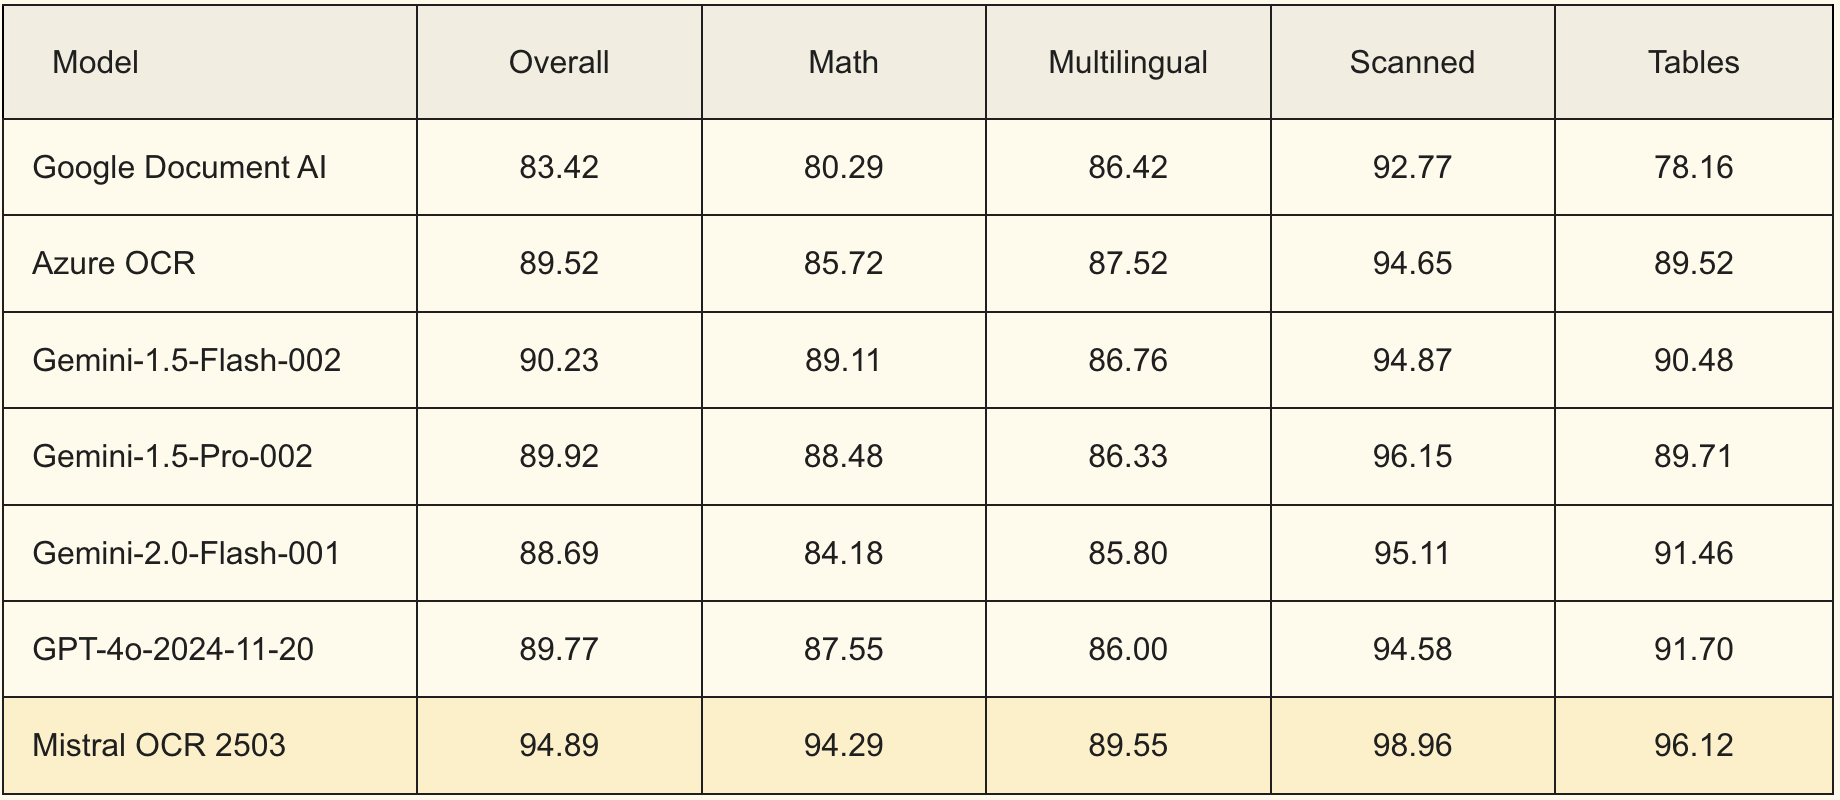 Model Overall Math Multilingual Scanned Tables
Google Document AI 83.42 80.29 86.42 92.77 78.16
Azure OCR 89.52 85.72 87.52 94.65 89.52
Gemini-1.5-Flash-002 90.23 89.11 86.76 94.87 90.48
Gemini-1.5-Pro-002 89.92 88.48 86.33 96.15 89.71
Gemini-2.0-Flash-001 88.69 84.18 85.80 95.11 91.46
GPT-4o-2024-11-20 89.77 87.55 86.00 94.58 91.70
Mistral OCR 2503 94.89 94.29 89.55 98.96 96.12